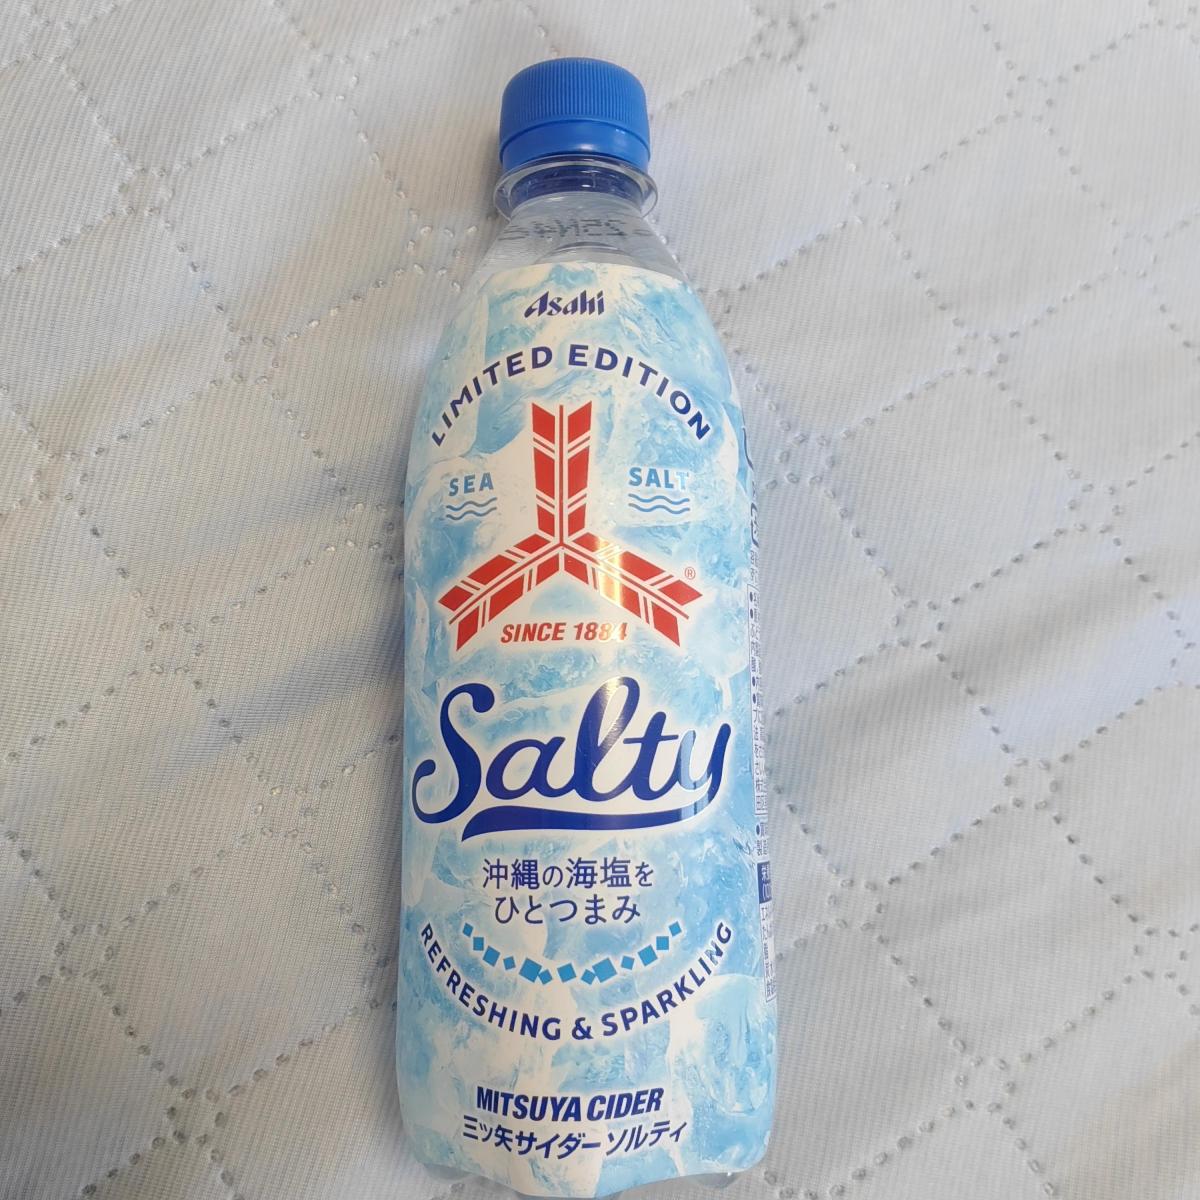 Asahi
LIMITED EDITION
SEA SALT
®
SINCE 1884
Salty
沖縄の海塩を
ひとつまみ
REFRESHING & SPARKLING
MITSUYA CIDER
三ツ矢サイダー ソルティ